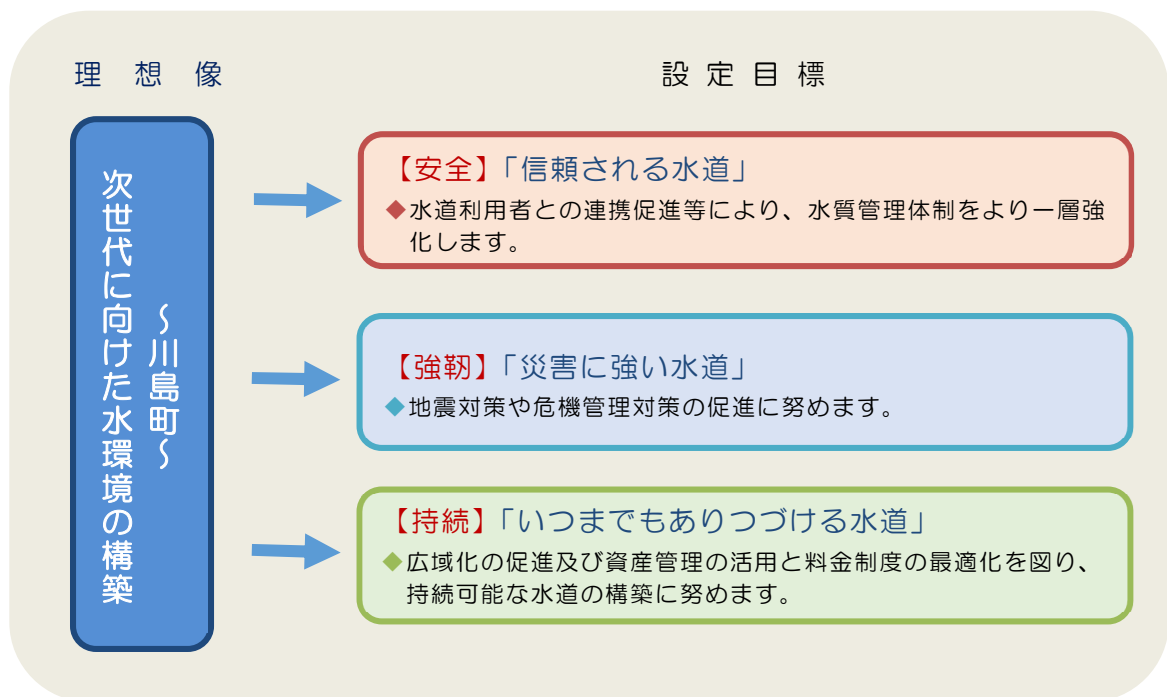 理想像
設定目標
次世代に向けた水環境の構築
～川島町～
【安全】「信頼される水道」
◆水道利用者との連携促進等により、水質管理体制をより一層強
化します。
【強靭】「災害に強い水道」
◆地震対策や危機管理対策の促進に努めます。
【持続】「いつまでもありつづける水道」
◆広域化の促進及び資産管理の活用と料金制度の最適化を図り、
持続可能な水道の構築に努めます。